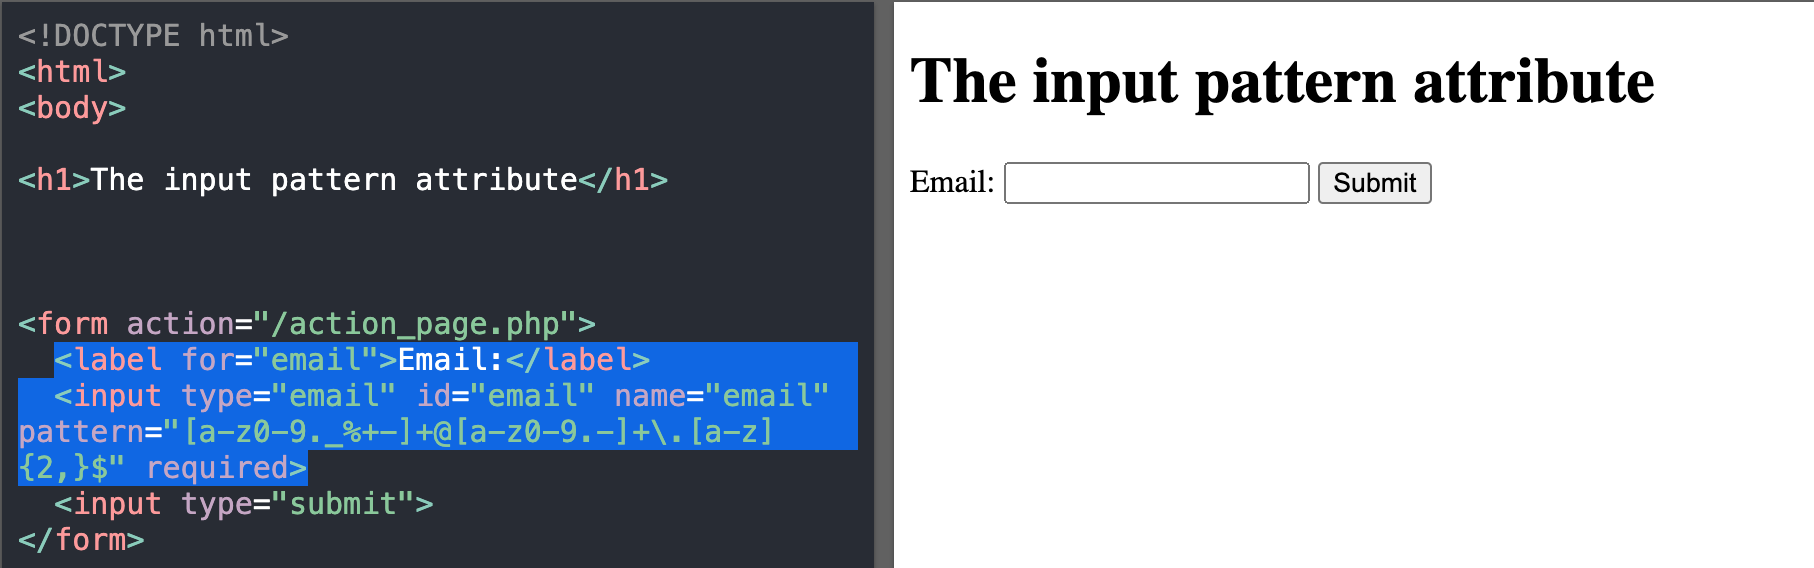 <!DOCTYPE html>
<html>
<body>
<h1>The input pattern attribute</h1>
<form action="/action_page.php">
<label for="email">Email:</label>
<input type="email" id="email" name="email"
pattern="[a-z0-9._%+-]+@[a-z0-9.-]+\.[a-z]
{2,}$" required>
<input type="submit">
</form>
The input pattern attribute
Email: Submit